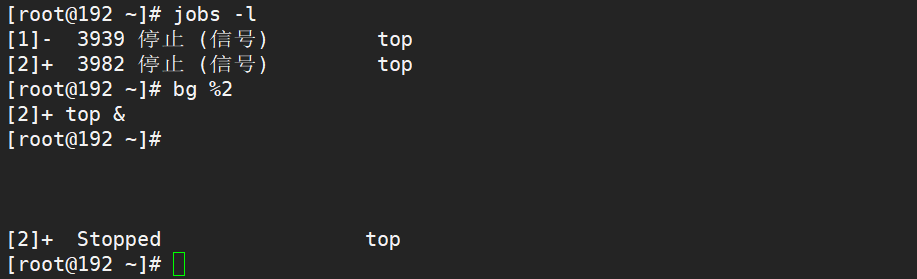 [root@192 ~]# jobs -l
[1]-  3939 停止 (信号)         top
[2]+  3982 停止 (信号)         top
[root@192 ~]# bg %2
[2]+ top &
[root@192 ~]#
[2]+  Stopped                 top
[root@192 ~]#